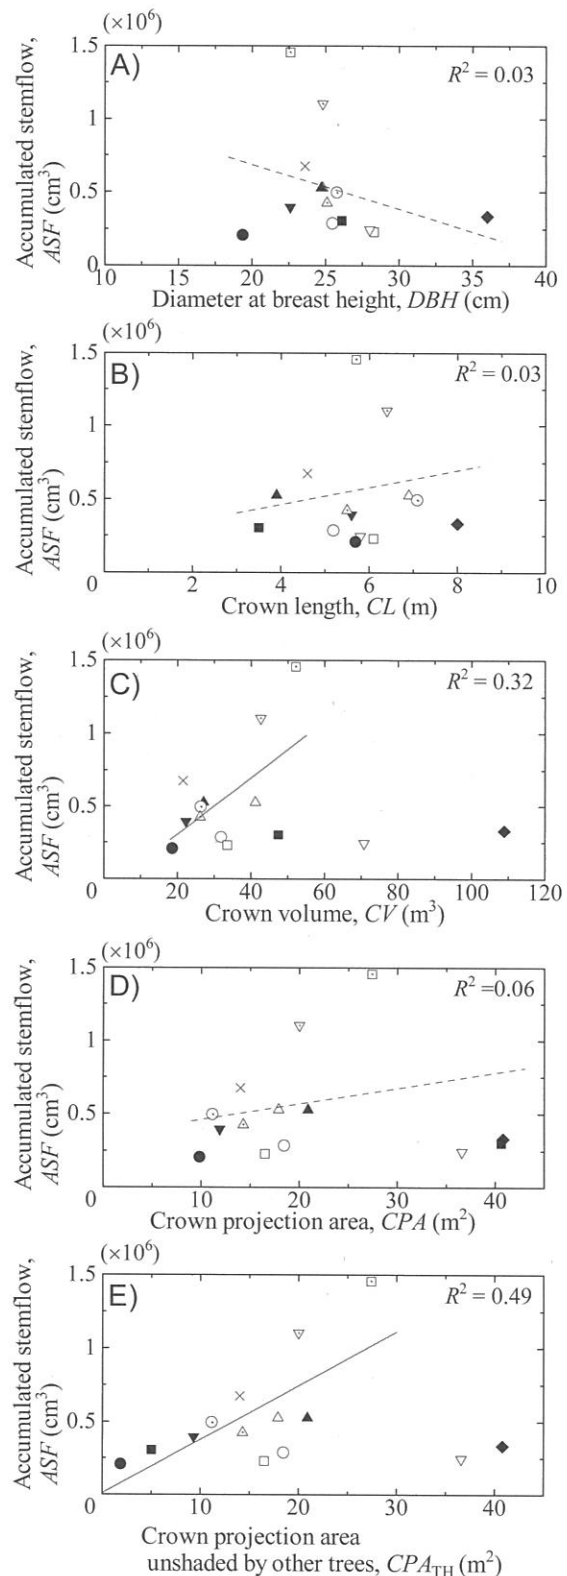 (×10⁶)
A)
R² = 0.03
1.5
1
0.5
0
Accumulated stemflow,
ASF (cm³)
10 15 20 25 30 35 40
Diameter at breast height, DBH (cm)
(×10⁶)
B)
R² = 0.03
1.5
1
0.5
0
Accumulated stemflow,
ASF (cm³)
2 4 6 8 10
Crown length, CL (m)
(×10⁶)
C)
R² = 0.32
1.5
1
0.5
0
Accumulated stemflow,
ASF (cm³)
20 40 60 80 100 120
Crown volume, CV (m³)
(×10⁶)
D)
R² =0.06
1.5
1
0.5
0
Accumulated stemflow,
ASF (cm³)
10 20 30 40
Crown projection area, CPA (m²)
(×10⁶)
E)
R² = 0.49
1.5
1
0.5
0
Accumulated stemflow,
ASF (cm³)
10 20 30 40
Crown projection area
unshaded by other trees, CPA_TH (m²)